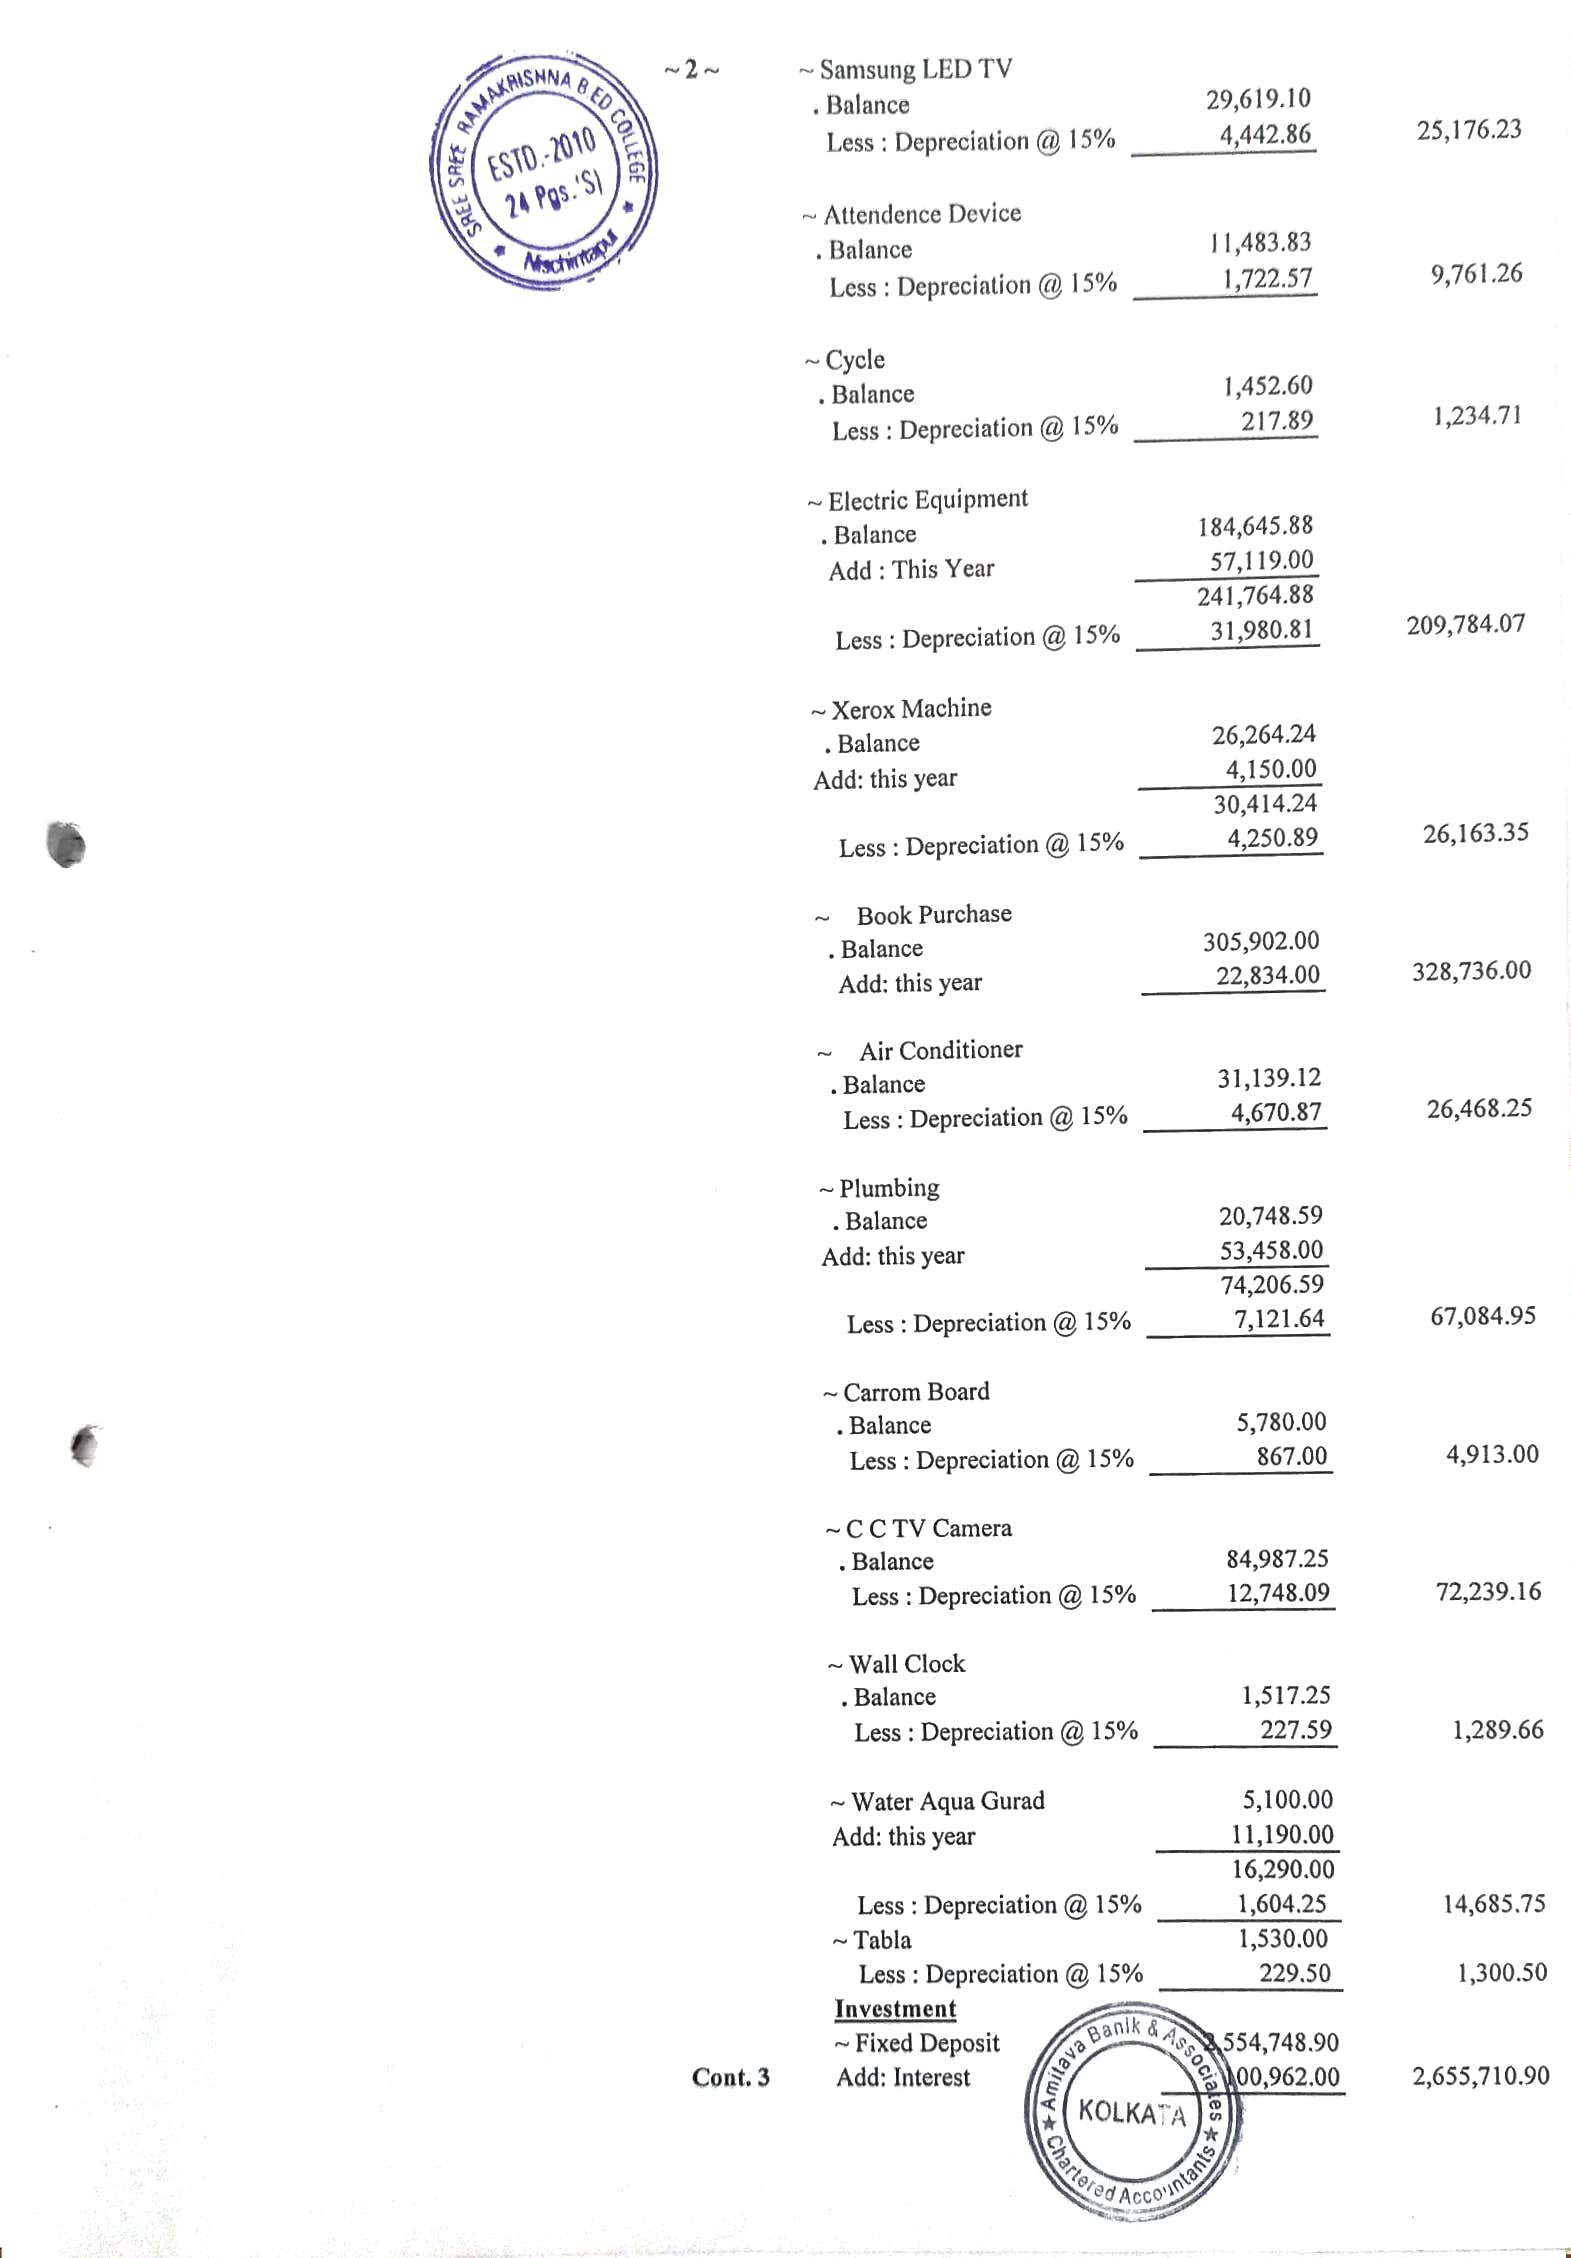 SREE SREE RAMAKRISHNA B.ED COLLEGE
ESTD.-2010
24 Pgs.'S)
★ Nischintapur ★
~ 2 ~
~ Samsung LED TV
. Balance 29,619.10
Less : Depreciation @ 15% 4,442.86 25,176.23
~ Attendence Device
. Balance 11,483.83
Less : Depreciation @ 15% 1,722.57 9,761.26
~ Cycle
. Balance 1,452.60
Less : Depreciation @ 15% 217.89 1,234.71
~ Electric Equipment
. Balance 184,645.88
Add : This Year 57,119.00
241,764.88
Less : Depreciation @ 15% 31,980.81 209,784.07
~ Xerox Machine
. Balance 26,264.24
Add: this year 4,150.00
30,414.24
Less : Depreciation @ 15% 4,250.89 26,163.35
~ Book Purchase
. Balance 305,902.00
Add: this year 22,834.00 328,736.00
~ Air Conditioner
. Balance 31,139.12
Less : Depreciation @ 15% 4,670.87 26,468.25
~ Plumbing
. Balance 20,748.59
Add: this year 53,458.00
74,206.59
Less : Depreciation @ 15% 7,121.64 67,084.95
~ Carrom Board
. Balance 5,780.00
Less : Depreciation @ 15% 867.00 4,913.00
~ C C TV Camera
. Balance 84,987.25
Less : Depreciation @ 15% 12,748.09 72,239.16
~ Wall Clock
. Balance 1,517.25
Less : Depreciation @ 15% 227.59 1,289.66
~ Water Aqua Gurad 5,100.00
Add: this year 11,190.00
16,290.00
Less : Depreciation @ 15% 1,604.25 14,685.75
~ Tabla 1,530.00
Less : Depreciation @ 15% 229.50 1,300.50
Investment
~ Fixed Deposit 2,554,748.90
Cont. 3 Add: Interest 100,962.00 2,655,710.90
★ Amitava Banik & Associates ★
KOLKATA
Chartered Accountants